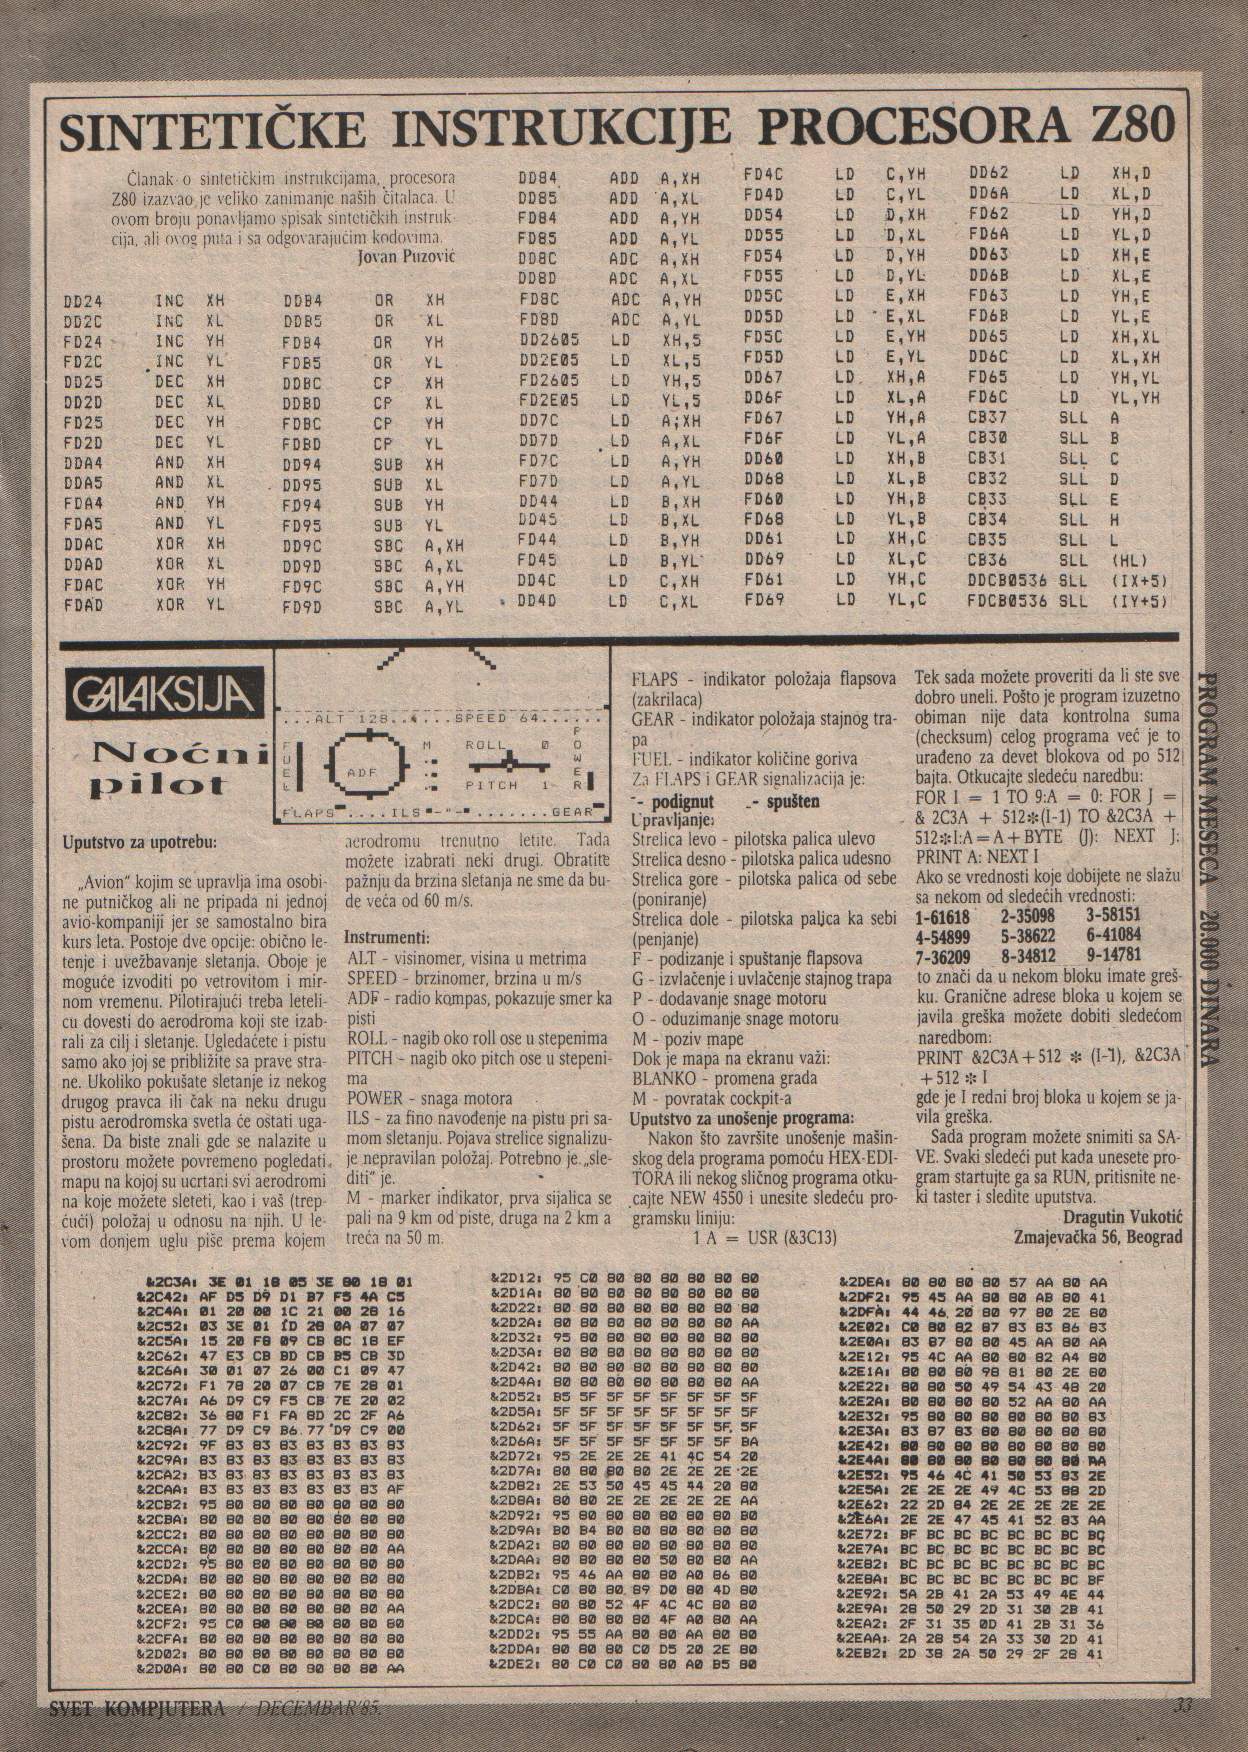 SINTETIČKE INSTRUKCIJE PROCESORA Z80
Članak o sintetičkim instrukcijama, procesora
Z80 izazvao je veliko zanimanje naših čitalaca. U
ovom broju ponavljamo spisak sintetičkih instruk-
cija, ali ovog puta i sa odgovarajućim kodovima.
Jovan Puzović
DD24 INC XH
DD2C INC XL
FD24 INC YH
FD2C INC YL
DD25 DEC XH
DD2D DEC XL
FD25 DEC YH
FD2D DEC YL
DDA4 AND XH
DDA5 AND XL
FDA4 AND YH
FDA5 AND YL
DDAC XOR XH
DDAD XOR XL
FDAC XOR YH
FDAD XOR YL
DDB4 OR XH
DDB5 OR XL
FDB4 OR YH
FDB5 OR YL
DDBC CP XH
DDBD CP XL
FDBC CP YH
FDBD CP YL
DD94 SUB XH
DD95 SUB XL
FD94 SUB YH
FD95 SUB YL
DD9C SBC A,XH
DD9D SBC A,XL
FD9C SBC A,YH
FD9D SBC A,YL
DD84 ADD A,XH
DD85 ADD A,XL
FD84 ADD A,YH
FD85 ADD A,YL
DD8C ADC A,XH
DD8D ADC A,XL
FD8C ADC A,YH
FD8D ADC A,YL
DD2605 LD XH,5
DD2E05 LD XL,5
FD2605 LD YH,5
FD2E05 LD YL,5
DD7C LD A,XH
DD7D LD A,XL
FD7C LD A,YH
FD7D LD A,YL
DD44 LD B,XH
DD45 LD B,XL
FD44 LD B,YH
FD45 LD B,YL
DD4C LD C,XH
DD4D LD C,XL
FD4C LD C,YH
FD4D LD C,YL
DD54 LD D,XH
DD55 LD D,XL
FD54 LD D,YH
FD55 LD D,YL
DD5C LD E,XH
DD5D LD E,XL
FD5C LD E,YH
FD5D LD E,YL
DD67 LD XH,A
DD6F LD XL,A
FD67 LD YH,A
FD6F LD YL,A
DD60 LD XH,B
DD68 LD XL,B
FD60 LD YH,B
FD68 LD YL,B
DD61 LD XH,C
DD69 LD XL,C
FD61 LD YH,C
FD69 LD YL,C
DD62 LD XH,D
DD6A LD XL,D
FD62 LD YH,D
FD6A LD YL,D
DD63 LD XH,E
DD6B LD XL,E
FD63 LD YH,E
FD6B LD YL,E
DD65 LD XH,XL
DD6C LD XL,XH
FD65 LD YH,YL
FD6C LD YL,YH
CB37 SLL A
CB30 SLL B
CB31 SLL C
CB32 SLL D
CB33 SLL E
CB34 SLL H
CB35 SLL L
CB36 SLL (HL)
DDCB0536 SLL (IX+5)
FDCB0536 SLL (IY+5)
GALAKSIJA
Noćni
pilot
...ALT 128......SPEED 64......
FUEL
ADF
M
ROLL 0
PITCH 1
POWER
FLAPS ....ILS -"- ........GEAR
Uputstvo za upotrebu:
„Avion" kojim se upravlja ima osobi-
ne putničkog ali ne pripada ni jednoj
avio-kompaniji jer se samostalno bira
kurs leta. Postoje dve opcije: obično le-
tenje i uvežbavanje sletanja. Oboje je
moguće izvoditi po vetrovitom i mir-
nom vremenu. Pilotirajući treba leteli-
cu dovesti do aerodroma koji ste izab-
rali za cilj i sletanje. Ugledaćete i pistu
samo ako joj se približite sa prave stra-
ne. Ukoliko pokušate sletanje iz nekog
drugog pravca ili čak na neku drugu
pistu aerodromska svetla će ostati uga-
šena. Da biste znali gde se nalazite u
prostoru možete povremeno pogledati
mapu na kojoj su ucrtani svi aerodromi
na koje možete sleteti, kao i vaš (trep-
ćući) položaj u odnosu na njih. U le-
vom donjem uglu piše prema kojem
aerodromu trenutno letite. Tada
možete izabrati neki drugi. Obratite
pažnju da brzina sletanja ne sme da bu-
de veća od 60 m/s.
Instrumenti:
ALT – visinomer, visina u metrima
SPEED – brzinomer, brzina u m/s
ADF – radio kompas, pokazuje smer ka
pisti
ROLL – nagib oko roll ose u stepenima
PITCH – nagib oko pitch ose u stepeni-
ma
POWER – snaga motora
ILS – za fino navođenje na pistu pri sa-
mom sletanju. Pojava strelice signalizu-
je nepravilan položaj. Potrebno je „sle-
diti" je.
M – marker indikator, prva sijalica se
pali na 9 km od piste, druga na 2 km a
treća na 50 m.
FLAPS – indikator položaja flapsova
(zakrilaca)
GEAR – indikator položaja stajnog tra-
pa
FUEL – indikator količine goriva
Za FLAPS i GEAR signalizacija je:
-- podignut _- spušten
Upravljanje:
Strelica levo – pilotska palica ulevo
Strelica desno – pilotska palica udesno
Strelica gore – pilotska palica od sebe
(poniranje)
Strelica dole – pilotska palica ka sebi
(penjanje)
F – podizanje i spuštanje flapsova
G – izvlačenje i uvlačenje stajnog trapa
P – dodavanje snage motoru
O – oduzimanje snage motoru
M – poziv mape
Dok je mapa na ekranu važi:
BLANKO – promena grada
M – povratak cockpit-a
Uputstvo za unošenje programa:
Nakon što završite unošenje mašin-
skog dela programa pomoću HEX-EDI-
TORA ili nekog sličnog programa otku-
cajte NEW 4550 i unesite sledeću pro-
gramsku liniju:
1 A = USR (&3C13)
Tek sada možete proveriti da li ste sve
dobro uneli. Pošto je program izuzetno
obiman nije data kontrolna suma
(checksum) celog programa već je to
urađeno za devet blokova od po 512
bajta. Otkucajte sledeću naredbu:
FOR I = 1 TO 9:A = 0: FOR J =
& 2C3A + 512*(I-1) TO &2C3A +
512*I:A=A+BYTE (J): NEXT J:
PRINT A: NEXT I
Ako se vrednosti koje dobijete ne slažu
sa nekom od sledećih vrednosti:
1-61618 2-35098 3-58151
4-54899 5-38622 6-41084
7-36209 8-34812 9-14781
to znači da u nekom bloku imate greš-
ku. Granične adrese bloka u kojem se
javila greška možete dobiti sledećom
naredbom:
PRINT &2C3A+512 * (I-1), &2C3A
+512 * I
gde je I redni broj bloka u kojem se ja-
vila greška.
Sada program možete snimiti sa SA-
VE. Svaki sledeći put kada unesete pro-
gram startujte ga sa RUN, pritisnite ne-
ki taster i sledite uputstva.
Dragutin Vukotić
Zmajevačka 56, Beograd
PROGRAM MESECA 20.000 DINARA
&2C3A: 3E 01 18 05 3E 80 18 01
&2C42: AF D5 D9 D1 B7 F5 4A C5
&2C4A: 01 20 00 1C 21 00 28 16
&2C52: 03 3E 01 1D 28 0A 07 07
&2C5A: 15 20 F8 09 CB 8C 18 EF
&2C62: 47 E3 CB BD CB B5 CB 3D
&2C6A: 30 01 07 26 00 C1 09 47
&2C72: F1 78 20 07 CB 7E 28 01
&2C7A: A6 D9 C9 F5 CB 7E 20 02
&2C82: 36 80 F1 FA 8D 2C 2F A6
&2C8A: 77 D9 C9 B6 77 D9 C9 00
&2C92: 9F 83 83 83 83 83 83 83
&2C9A: 83 83 83 83 83 83 83 83
&2CA2: 83 83 83 83 83 83 83 83
&2CAA: 83 83 83 83 83 83 83 AF
&2CB2: 95 80 80 80 80 80 80 80
&2CBA: 80 80 80 80 80 80 80 80
&2CC2: 80 80 80 80 80 80 80 80
&2CCA: 80 80 80 80 80 80 80 AA
&2CD2: 95 80 80 80 80 80 80 80
&2CDA: 80 80 80 80 80 80 80 80
&2CE2: 80 80 80 80 80 80 80 80
&2CEA: 80 80 80 80 80 80 80 AA
&2CF2: 95 C0 80 80 80 80 80 80
&2CFA: 80 80 80 80 80 80 80 80
&2D02: 80 80 80 80 80 80 80 80
&2D0A: 80 80 C0 80 80 80 80 AA
&2D12: 95 C0 80 80 80 80 80 80
&2D1A: 80 80 80 80 80 80 80 80
&2D22: 80 80 80 80 80 80 80 80
&2D2A: 80 80 80 80 80 80 80 AA
&2D32: 95 80 80 80 80 80 80 80
&2D3A: 80 80 80 80 80 80 80 80
&2D42: 80 80 80 80 80 80 80 80
&2D4A: 80 80 80 80 80 80 80 AA
&2D52: B5 5F 5F 5F 5F 5F 5F 5F
&2D5A: 5F 5F 5F 5F 5F 5F 5F 5F
&2D62: 5F 5F 5F 5F 5F 5F 5F 5F
&2D6A: 5F 5F 5F 5F 5F 5F 5F BA
&2D72: 95 2E 2E 2E 41 4C 54 20
&2D7A: 80 80 80 80 2E 2E 2E 2E
&2D82: 2E 53 50 45 45 44 20 80
&2D8A: 80 80 2E 2E 2E 2E 2E AA
&2D92: 95 80 80 80 80 80 80 B0
&2D9A: B0 B4 80 80 80 80 80 80
&2DA2: 80 80 80 80 80 80 80 80
&2DAA: 80 80 80 80 50 80 80 AA
&2DB2: 95 46 AA 80 80 A0 86 80
&2DBA: C0 80 80 89 D0 80 4D 80
&2DC2: 80 80 52 4F 4C 4C 80 80
&2DCA: 80 80 80 80 4F A0 80 AA
&2DD2: 95 55 AA 80 80 AA 80 80
&2DDA: 80 80 80 C0 D5 20 2E 80
&2DE2: 80 C0 C0 80 80 A0 B5 80
&2DEA: 80 80 80 80 57 AA 80 AA
&2DF2: 95 45 AA 80 80 AB 80 41
&2DFA: 44 46 20 80 97 80 2E 80
&2E02: C0 80 82 87 83 83 86 83
&2E0A: 83 87 80 80 45 AA 80 AA
&2E12: 95 4C AA 80 80 82 A4 80
&2E1A: 80 80 80 98 81 80 2E 80
&2E22: 80 80 50 49 54 43 48 20
&2E2A: 80 80 80 80 52 AA 80 AA
&2E32: 95 80 80 80 80 80 80 83
&2E3A: 83 87 83 80 80 80 80 80
&2E42: 80 80 80 80 80 80 80 80
&2E4A: 80 80 80 80 80 80 80 AA
&2E52: 95 46 4C 41 50 53 83 2E
&2E5A: 2E 2E 2E 49 4C 53 88 2D
&2E62: 22 2D 84 2E 2E 2E 2E 2E
&2E6A: 2E 2E 47 45 41 52 83 AA
&2E72: BF BC BC BC BC BC BC BC
&2E7A: BC BC BC BC BC BC BC BC
&2E82: BC BC BC BC BC BC BC BC
&2E8A: BC BC BC BC BC BC BC BF
&2E92: 5A 2B 41 2A 53 49 4E 44
&2E9A: 28 50 29 2D 31 30 2B 41
&2EA2: 2F 31 35 0D 41 2B 31 36
&2EAA: 2A 28 54 2A 33 30 2D 41
&2EB2: 2D 38 2A 50 29 2F 28 41
SVET KOMPJUTERA / DECEMBAR'85.
33